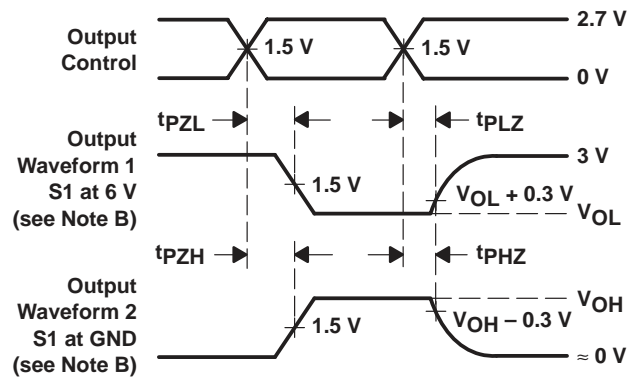 Output
Control
2.7 V
1.5 V
1.5 V
0 V
tPZL
tPLZ
Output
Waveform 1
S1 at 6 V
(see Note B)
3 V
1.5 V
VOL + 0.3 V
VOL
tPZH
tPHZ
Output
Waveform 2
S1 at GND
(see Note B)
VOH
1.5 V
VOH – 0.3 V
≈ 0 V